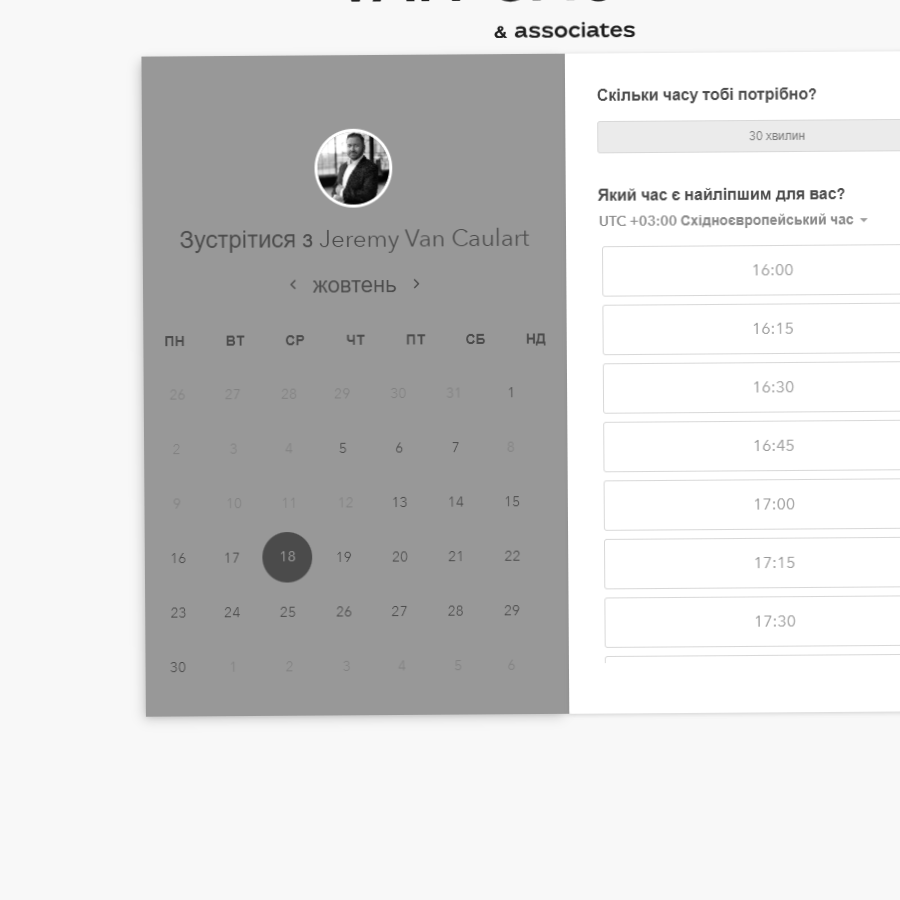 & associates
Зустрітися з Jeremy Van Caulart
жовтень
ПН ВТ СР ЧТ ПТ СБ НД
26 27 28 29 30 31 1
2 3 4 5 6 7 8
9 10 11 12 13 14 15
16 17 18 19 20 21 22
23 24 25 26 27 28 29
30 1 2 3 4 5 6
Скільки часу тобі потрібно?
30 хвилин
Який час є найліпшим для вас?
UTC +03:00 Східноєвропейський час
16:00
16:15
16:30
16:45
17:00
17:15
17:30